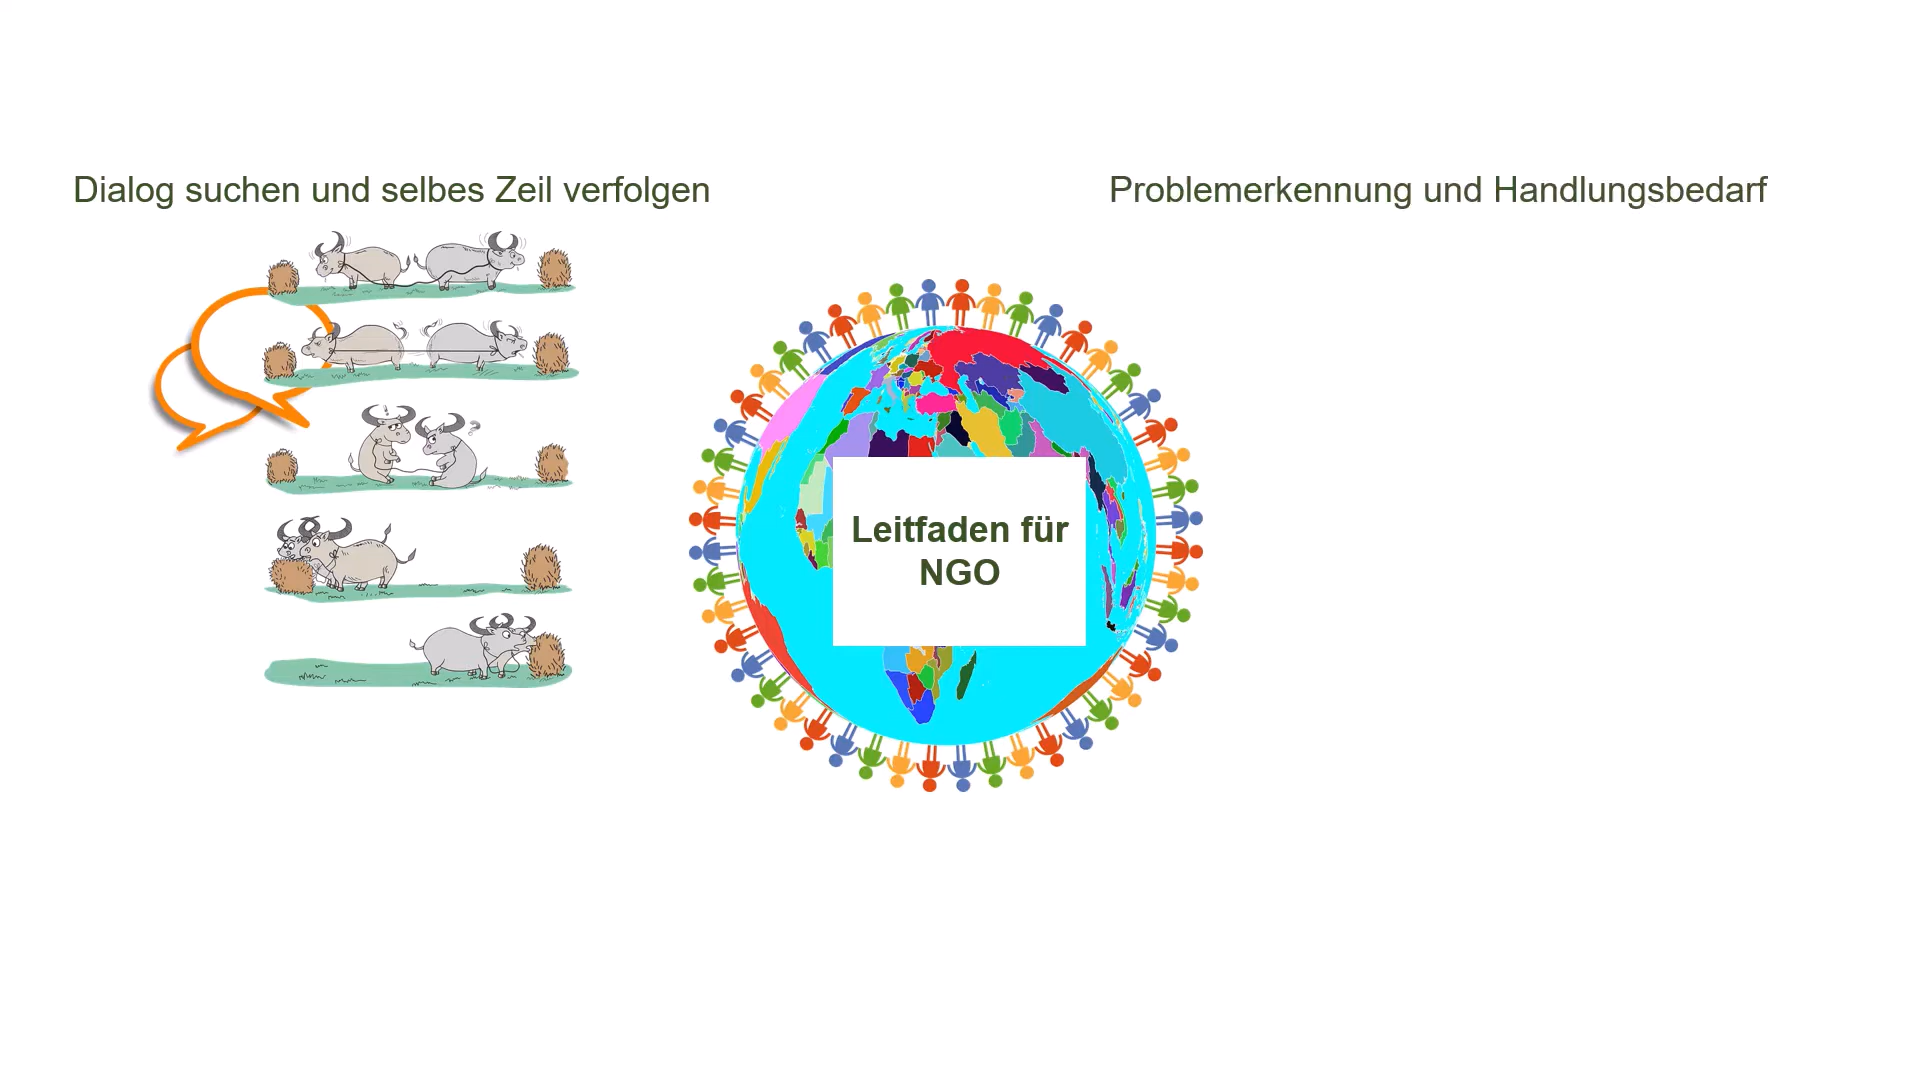 Dialog suchen und selbes Zeil verfolgen
Problemerkennung und Handlungsbedarf
Leitfaden für
NGO